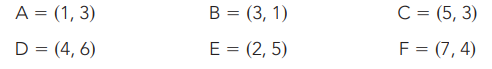 A = (1, 3) B = (3, 1) C = (5, 3)
D = (4, 6) E = (2, 5) F = (7, 4)